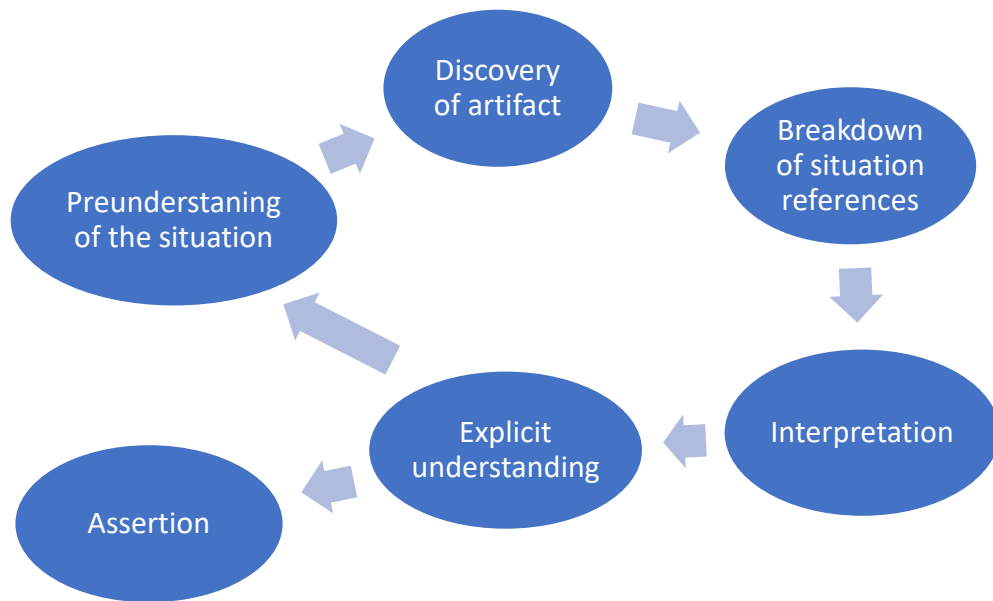 Discovery
of artifact
Breakdown
of situation
references
Preunderstaning
of the situation
Interpretation
Explicit
understanding
Assertion